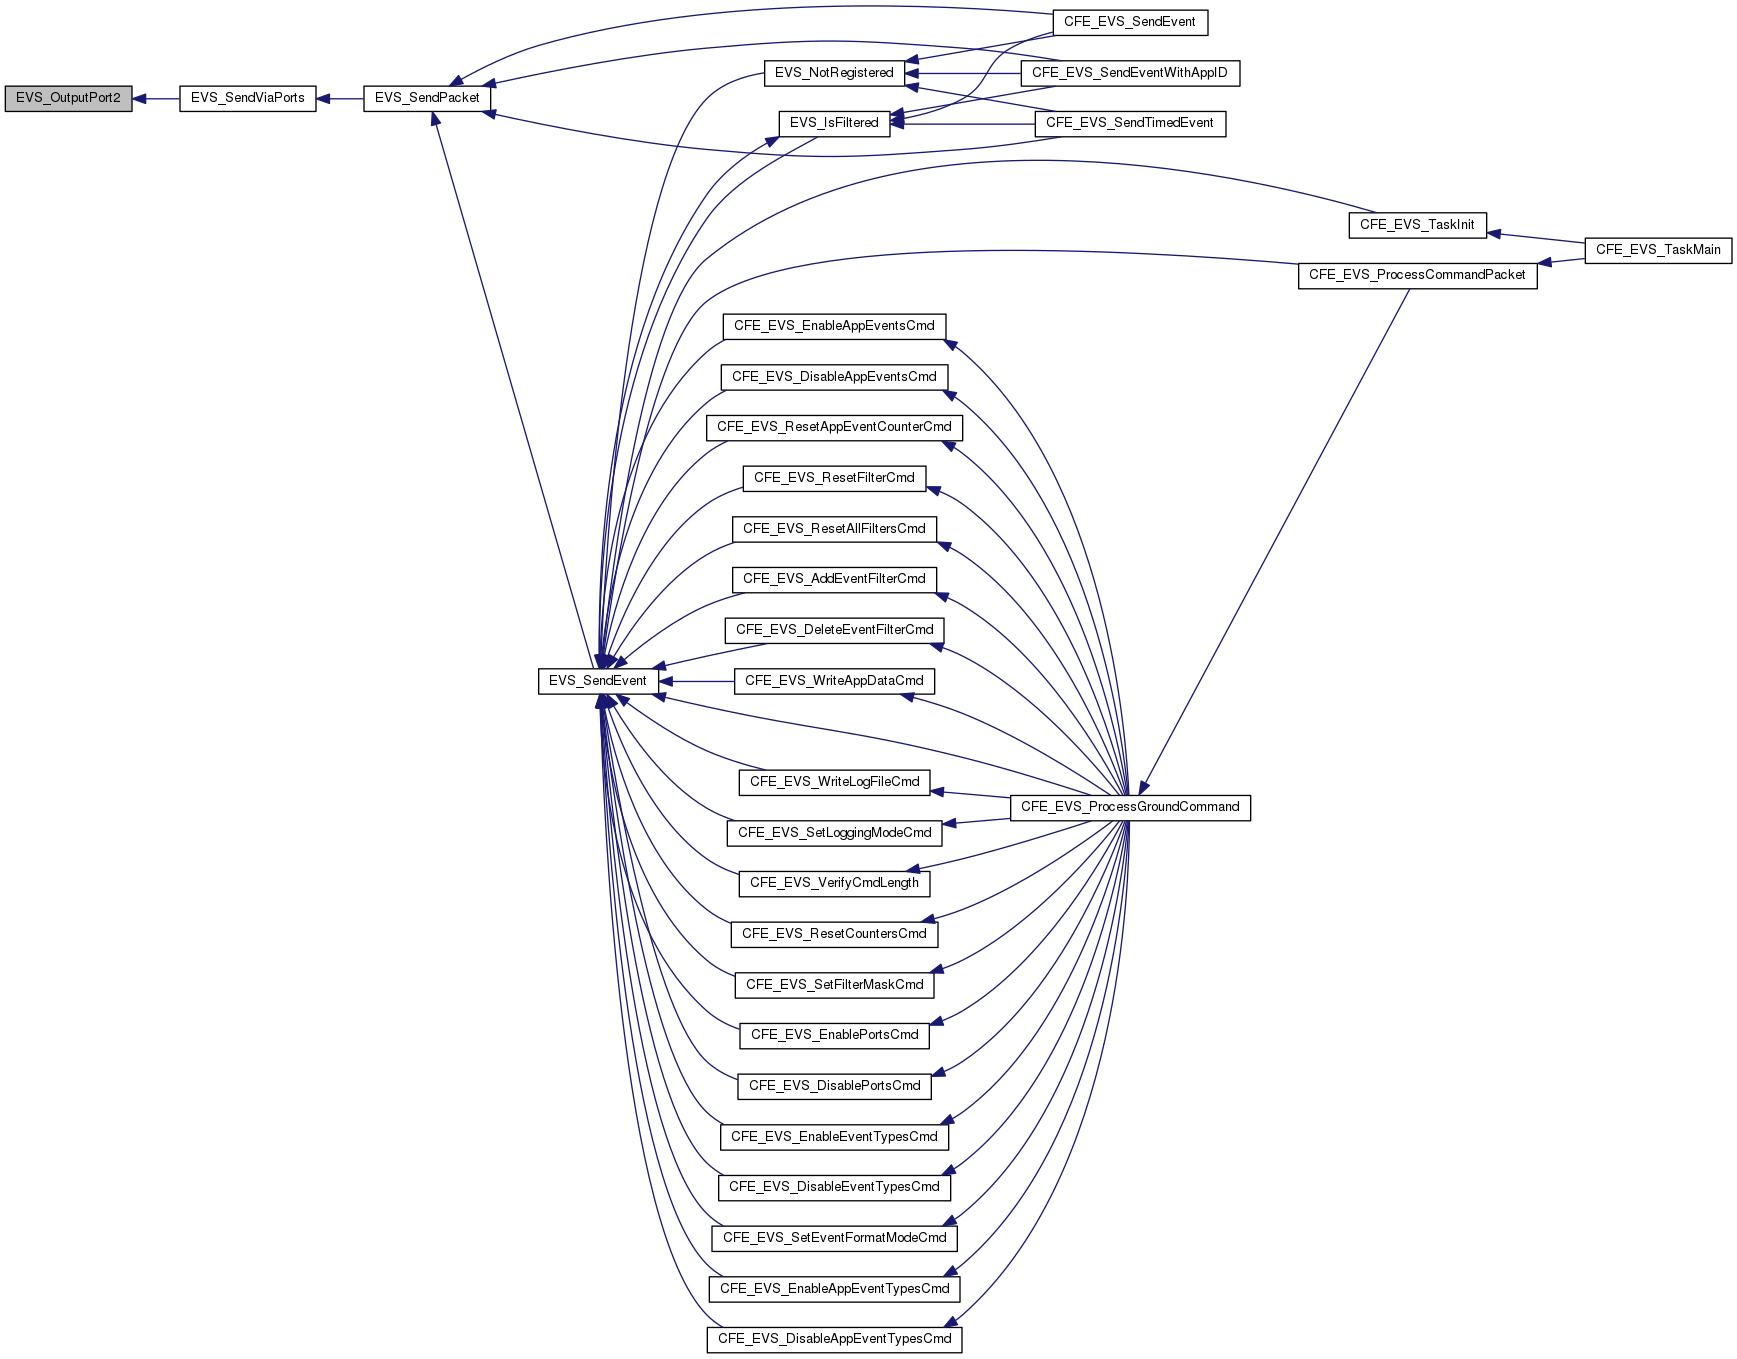 CFE_EVS_SendEvent
EVS_NotRegistered
CFE_EVS_SendEventWithAppID
EVS_OutputPort2
EVS_SendViaPorts
EVS_SendPacket
EVS_IsFiltered
CFE_EVS_SendTimedEvent
CFE_EVS_TaskInit
CFE_EVS_TaskMain
CFE_EVS_ProcessCommandPacket
CFE_EVS_EnableAppEventsCmd
CFE_EVS_DisableAppEventsCmd
CFE_EVS_ResetAppEventCounterCmd
CFE_EVS_ResetFilterCmd
CFE_EVS_ResetAllFiltersCmd
CFE_EVS_AddEventFilterCmd
CFE_EVS_DeleteEventFilterCmd
EVS_SendEvent
CFE_EVS_WriteAppDataCmd
CFE_EVS_WriteLogFileCmd
CFE_EVS_ProcessGroundCommand
CFE_EVS_SetLoggingModeCmd
CFE_EVS_VerifyCmdLength
CFE_EVS_ResetCountersCmd
CFE_EVS_SetFilterMaskCmd
CFE_EVS_EnablePortsCmd
CFE_EVS_DisablePortsCmd
CFE_EVS_EnableEventTypesCmd
CFE_EVS_DisableEventTypesCmd
CFE_EVS_SetEventFormatModeCmd
CFE_EVS_EnableAppEventTypesCmd
CFE_EVS_DisableAppEventTypesCmd